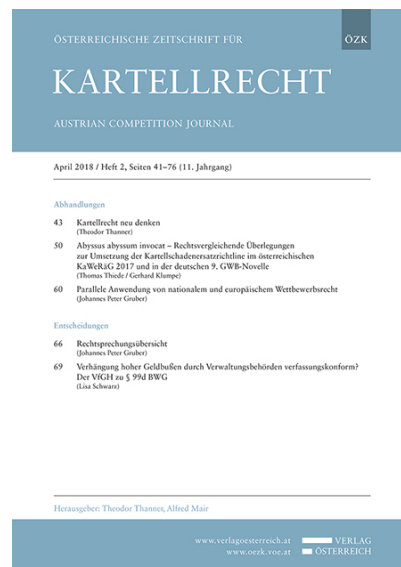 ÖSTERREICHISCHE ZEITSCHRIFT FÜR
ÖZK
KARTELLRECHT
AUSTRIAN COMPETITION JOURNAL
April 2018 / Heft 2, Seiten 41–76 (11. Jahrgang)
Abhandlungen
43 Kartellrecht neu denken
(Theodor Thanner)
50 Abyssus abyssum invocat – Rechtsvergleichende Überlegungen
zur Umsetzung der Kartellschadenersatzrichtline im österreichischen
KaWeRÄG 2017 und in der deutschen 9. GWB-Novelle
(Thomas Thiede / Gerhard Klumpe)
60 Parallele Anwendung von nationalem und europäischem Wettbewerbsrecht
(Johannes Peter Gruber)
Entscheidungen
66 Rechtsprechungsübersicht
(Johannes Peter Gruber)
69 Verhängung hoher Geldbußen durch Verwaltungsbehörden verfassungskonform?
Der VfGH zu § 99d BWG
(Lisa Schwarz)
Herausgeber: Theodor Thanner, Alfred Mair
www.verlagoesterreich.at
www.oezk.voe.at
VERLAG
ÖSTERREICH